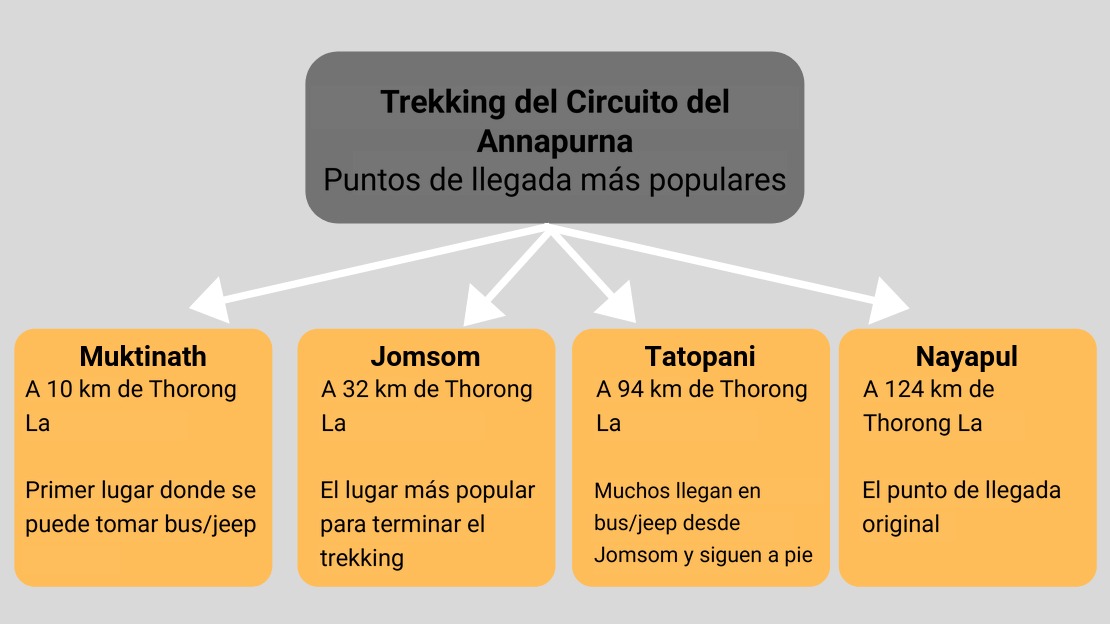 Trekking del Circuito del
Annapurna
Puntos de llegada más populares
Muktinath
A 10 km de Thorong
La
Primer lugar donde se
puede tomar bus/jeep
Jomsom
A 32 km de Thorong
La
El lugar más popular
para terminar el
trekking
Tatopani
A 94 km de Thorong
La
Muchos llegan en
bus/jeep desde
Jomsom y siguen a pie
Nayapul
A 124 km de
Thorong La
El punto de llegada
original